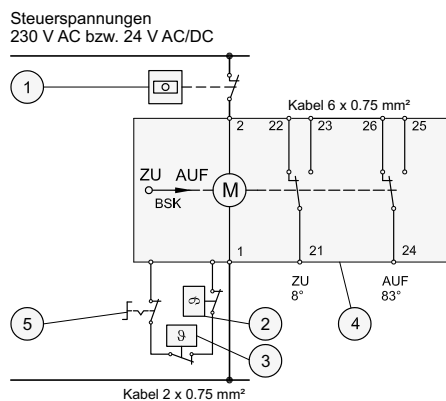 Steuerspannungen
230 V AC bzw. 24 V AC/DC
1
Kabel 6 x 0.75 mm²
2 22 23 26 25
ZU AUF
M
BSK
1 21 24
ZU
8°
AUF
83°
5
2
4
ϑ
3
Kabel 2 x 0.75 mm²